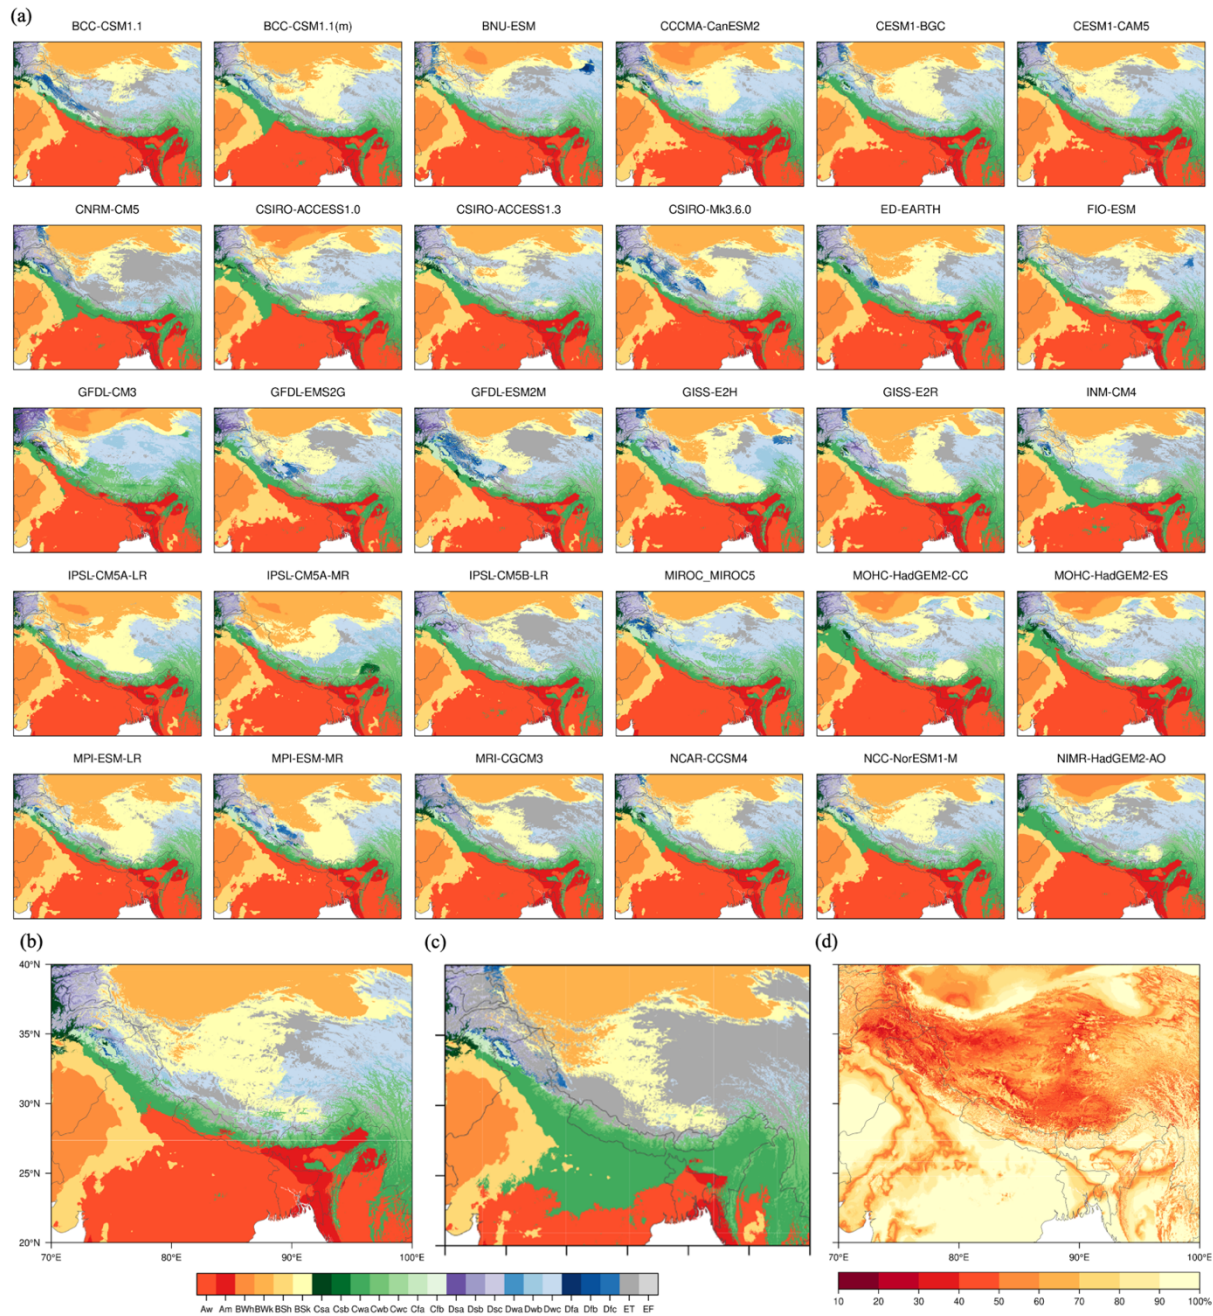 (a)
BCC-CSM1.1 BCC-CSM1.1(m) BNU-ESM CCCMA-CanESM2 CESM1-BGC CESM1-CAM5
CNRM-CM5 CSIRO-ACCESS1.0 CSIRO-ACCESS1.3 CSIRO-Mk3.6.0 ED-EARTH FIO-ESM
GFDL-CM3 GFDL-EMS2G GFDL-ESM2M GISS-E2H GISS-E2R INM-CM4
IPSL-CM5A-LR IPSL-CM5A-MR IPSL-CM5B-LR MIROC_MIROC5 MOHC-HadGEM2-CC MOHC-HadGEM2-ES
MPI-ESM-LR MPI-ESM-MR MRI-CGCM3 NCAR-CCSM4 NCC-NorESM1-M NIMR-HadGEM2-AO
(b) (c) (d)
40°N 40°N
35°N 35°N
30°N 30°N
25°N 25°N
20°N 20°N
70°E 80°E 90°E 100°E 70°E 80°E 90°E 100°E
Aw Am BWh BWk BSh BSk Csa Csb Cwa Cwb Cwc Cfa Cfb Dsa Dsb Dsc Dwa Dwb Dwc Dfa Dfb Dfc ET EF
10 20 30 40 50 60 70 80 90 100%